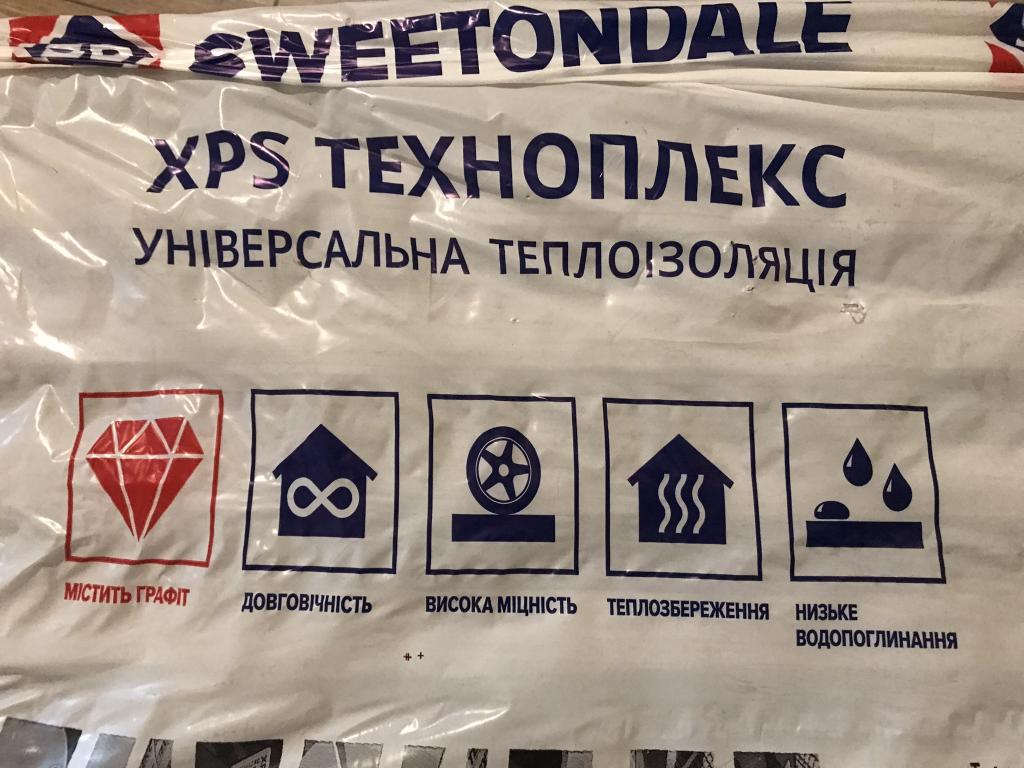 SWEETONDALE
XPS ТЕХНОПЛЕКС
УНІВЕРСАЛЬНА ТЕПЛОІЗОЛЯЦІЯ
МІСТИТЬ ГРАФІТ
ДОВГОВІЧНІСТЬ
ВИСОКА МІЦНІСТЬ
ТЕПЛОЗБЕРЕЖЕННЯ
НИЗЬКЕ
ВОДОПОГЛИНАННЯ